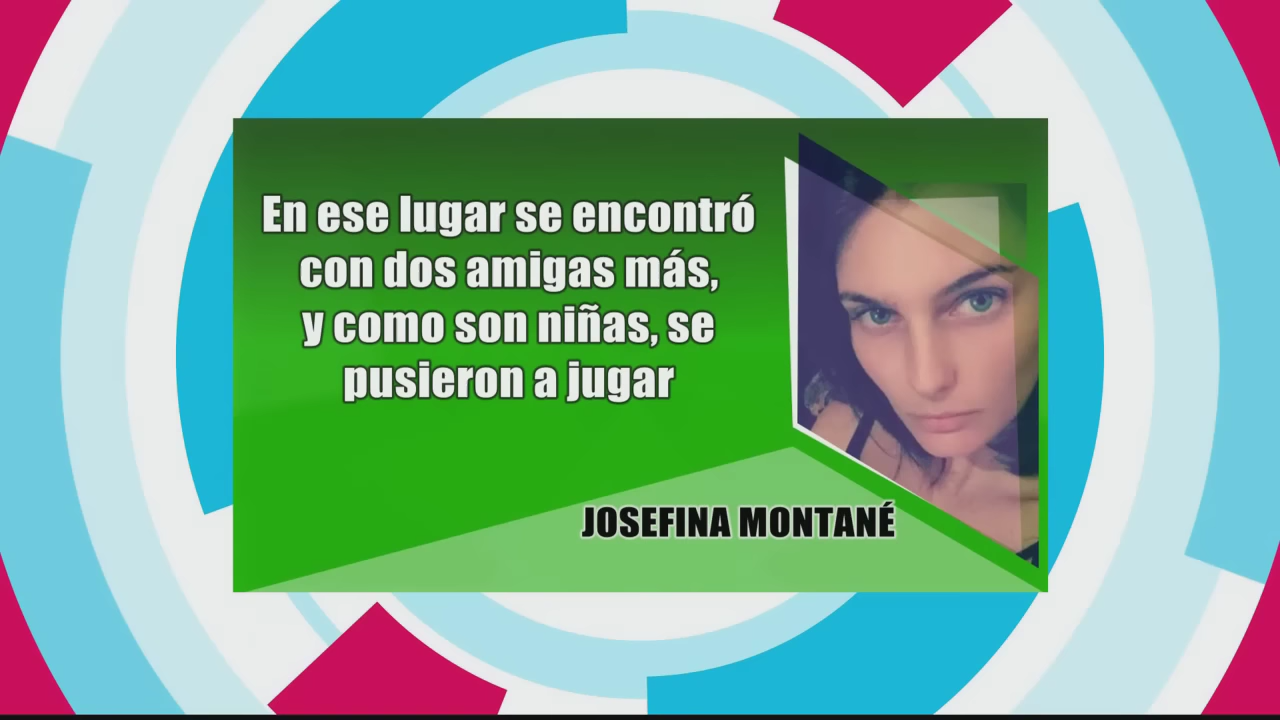 En ese lugar se encontró
con dos amigas más,
y como son niñas, se
pusieron a jugar
JOSEFINA MONTANÉ